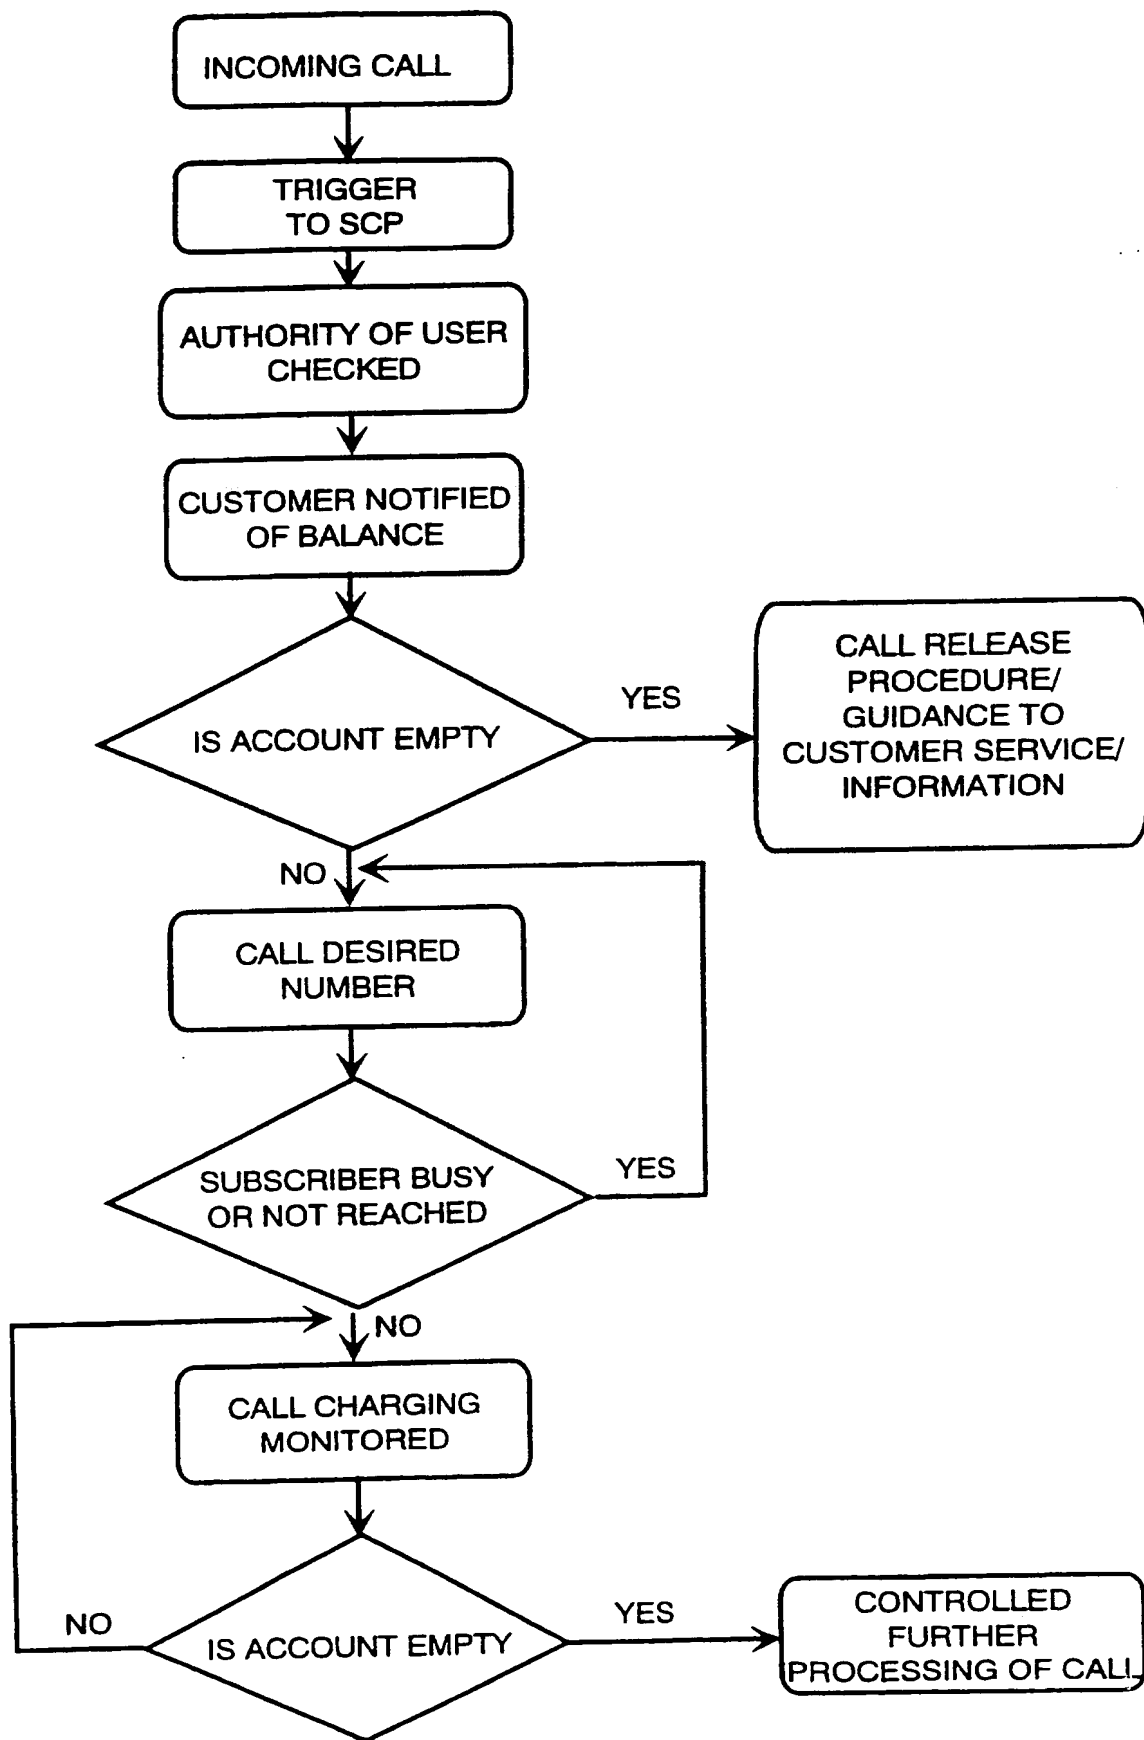 INCOMING CALL
TRIGGER
TO SCP
AUTHORITY OF USER
CHECKED
CUSTOMER NOTIFIED
OF BALANCE
IS ACCOUNT EMPTY
YES
CALL RELEASE
PROCEDURE/
GUIDANCE TO
CUSTOMER SERVICE/
INFORMATION
NO
CALL DESIRED
NUMBER
SUBSCRIBER BUSY
OR NOT REACHED
YES
NO
CALL CHARGING
MONITORED
NO
IS ACCOUNT EMPTY
YES
CONTROLLED
FURTHER
PROCESSING OF CALL